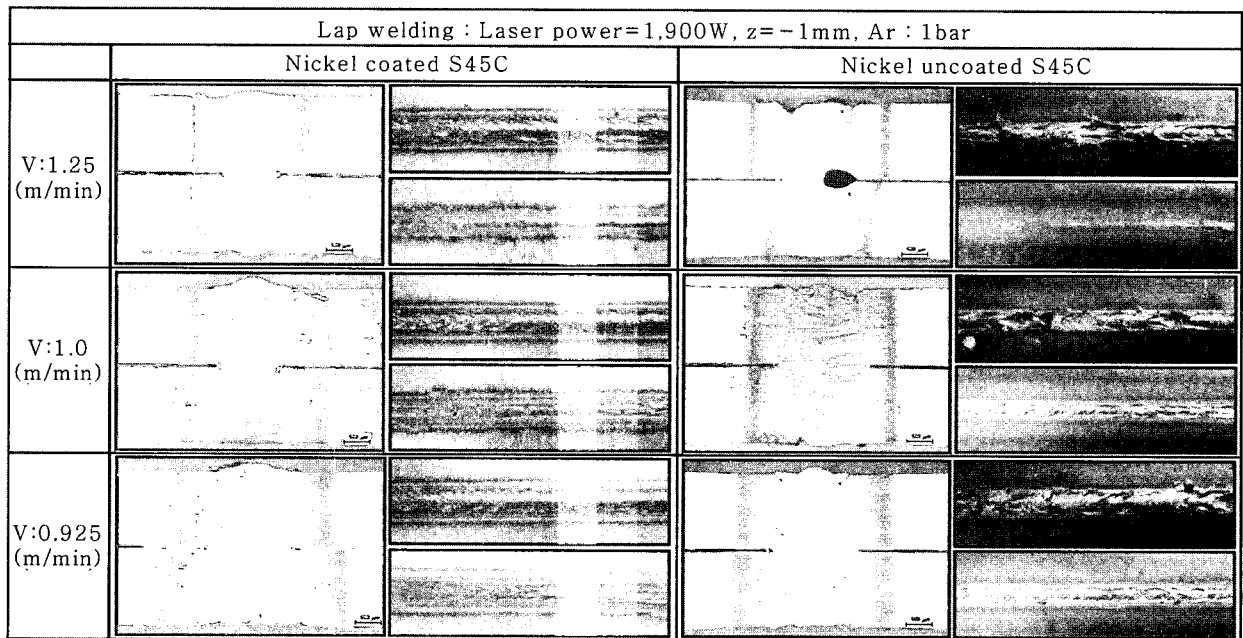 Lap welding : Laser power=1,900W, z=-1mm, Ar : 1bar
Nickel coated S45C
Nickel uncoated S45C
V:1.25
(m/min)
V:1.0
(m/min)
V:0.925
(m/min)